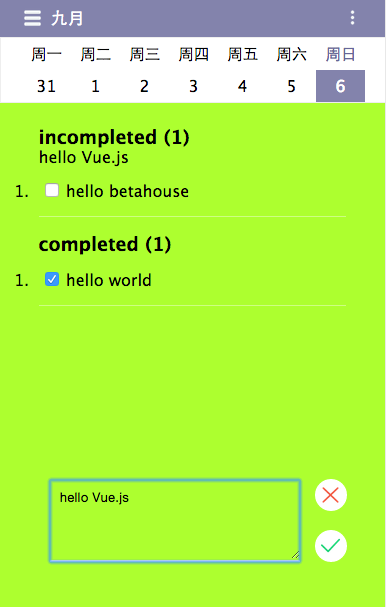 九月
周一 周二 周三 周四 周五 周六 周日
31 1 2 3 4 5 6
incompleted (1)
hello Vue.js
1. hello betahouse
completed (1)
1. hello world
hello Vue.js